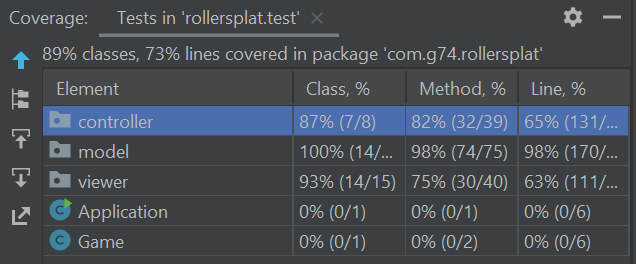 Coverage: Tests in 'rollersplat.test'
89% classes, 73% lines covered in package 'com.g74.rollersplat'
Element Class, % Method, % Line, %
controller 87% (7/8) 82% (32/39) 65% (131/...
model 100% (14/... 98% (74/75) 98% (170/...
viewer 93% (14/15) 75% (30/40) 63% (111/...
Application 0% (0/1) 0% (0/1) 0% (0/6)
Game 0% (0/1) 0% (0/2) 0% (0/6)